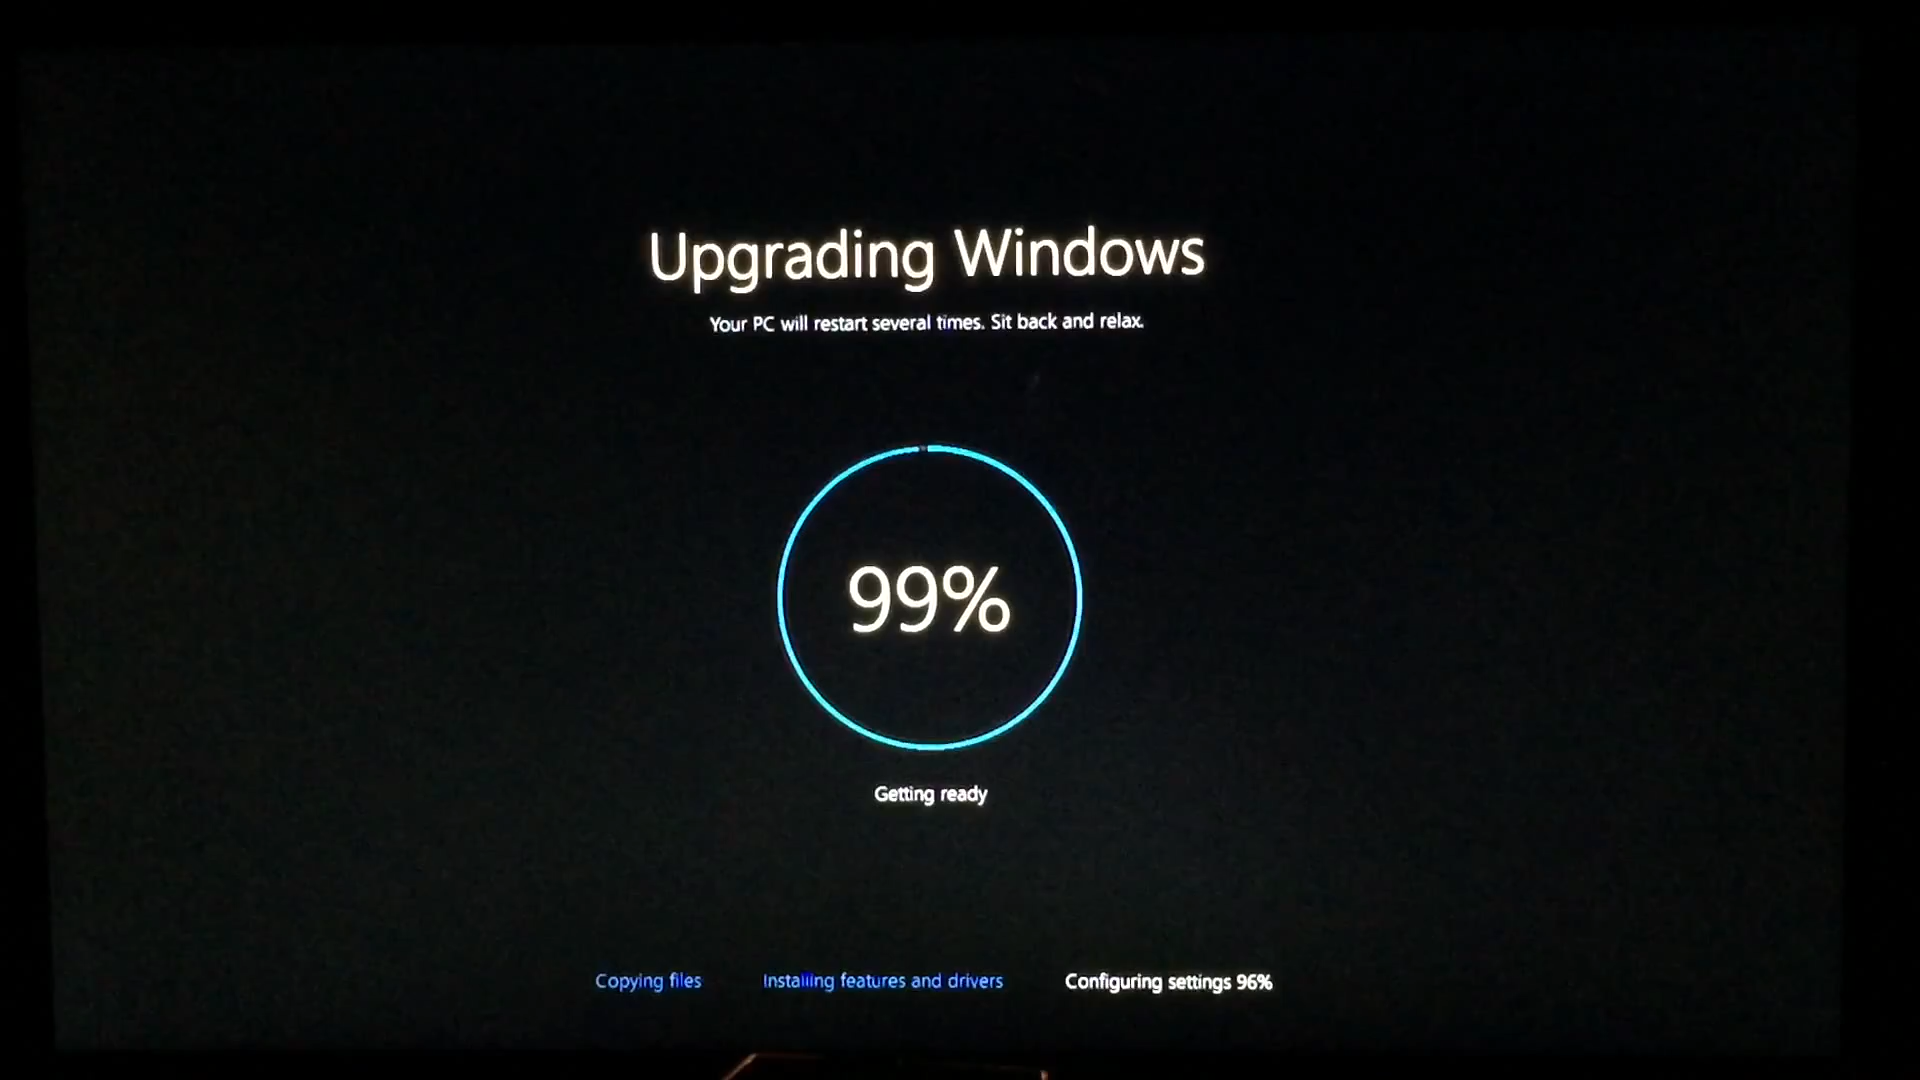 Upgrading Windows
Your PC will restart several times. Sit back and relax.
99%
Getting ready
Copying files Installing features and drivers Configuring settings 96%